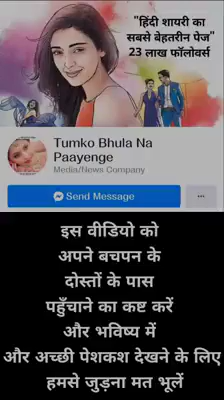 "हिंदी शायरी का
सबसे बेहतरीन पेज"
23 लाख फॉलोवर्स
Tumko Bhula Na
Paayenge
Media/News Company
Send Message
इस वीडियो को
अपने बचपन के
दोस्तों के पास
पहुँचाने का कष्ट करें
और भविष्य में
और अच्छी पेशकश देखने के लिए
हमसे जुड़ना मत भूलें